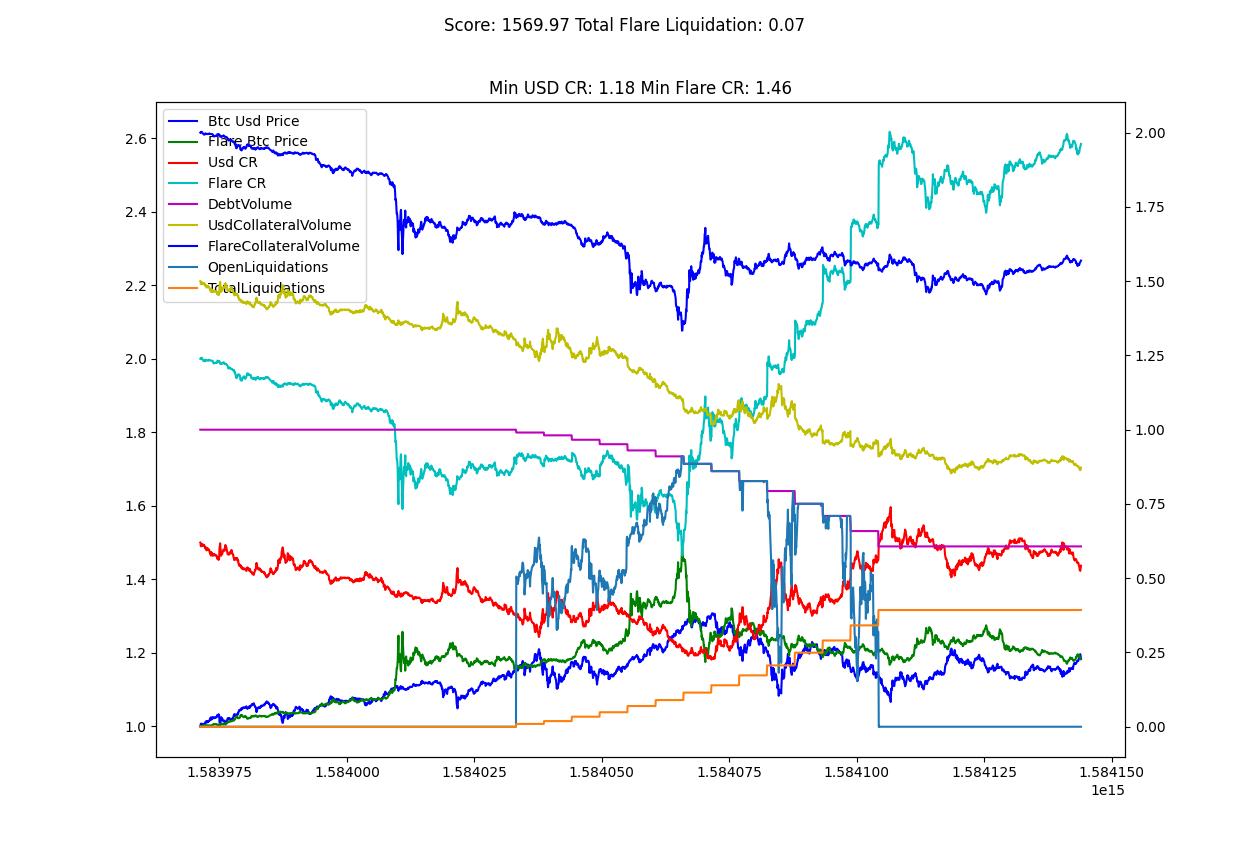 Score: 1569.97 Total Flare Liquidation: 0.07
Min USD CR: 1.18 Min Flare CR: 1.46
Btc Usd Price
Flare Btc Price
Usd CR
Flare CR
DebtVolume
UsdCollateralVolume
FlareCollateralVolume
OpenLiquidations
TotalLiquidations
2.6
2.4
2.2
2.0
1.8
1.6
1.4
1.2
1.0
2.00
1.75
1.50
1.25
1.00
0.75
0.50
0.25
0.00
1.583975 1.584000 1.584025 1.584050 1.584075 1.584100 1.584125 1.584150
1e15